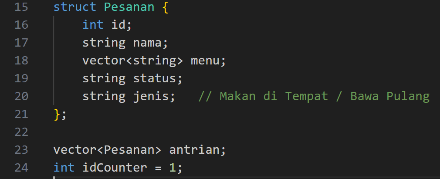 15 struct Pesanan {
16     int id;
17     string nama;
18     vector<string> menu;
19     string status;
20     string jenis;   // Makan di Tempat / Bawa Pulang
21 };
22
23 vector<Pesanan> antrian;
24 int idCounter = 1;